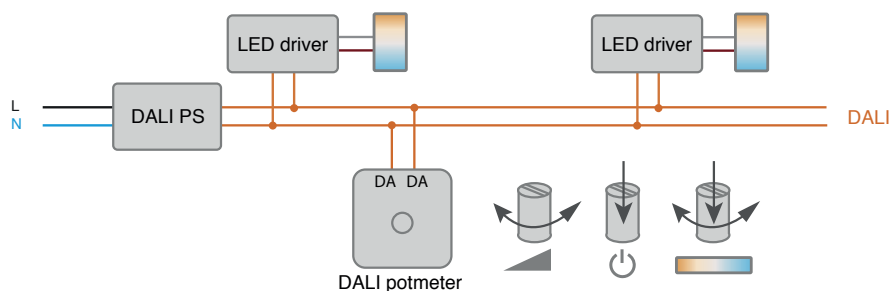 LED driver
LED driver
L
N
DALI PS
DALI
DA DA
DALI potmeter